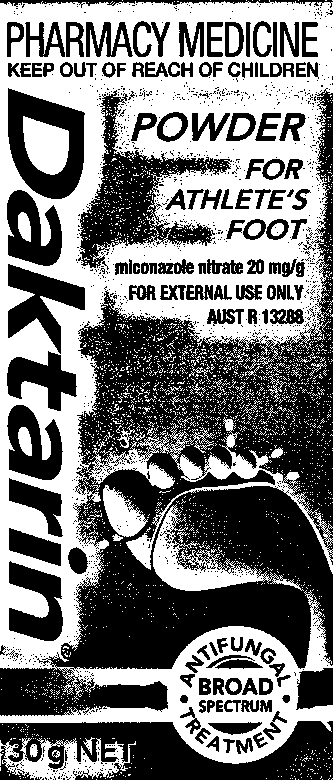 PHARMACY MEDICINE
KEEP OUT OF REACH OF CHILDREN
Daktarin®
POWDER
FOR
ATHLETE'S
FOOT
miconazole nitrate 20 mg/g
FOR EXTERNAL USE ONLY
AUST R 13288
ANTIFUNGAL
BROAD
SPECTRUM
TREATMENT
30g NET